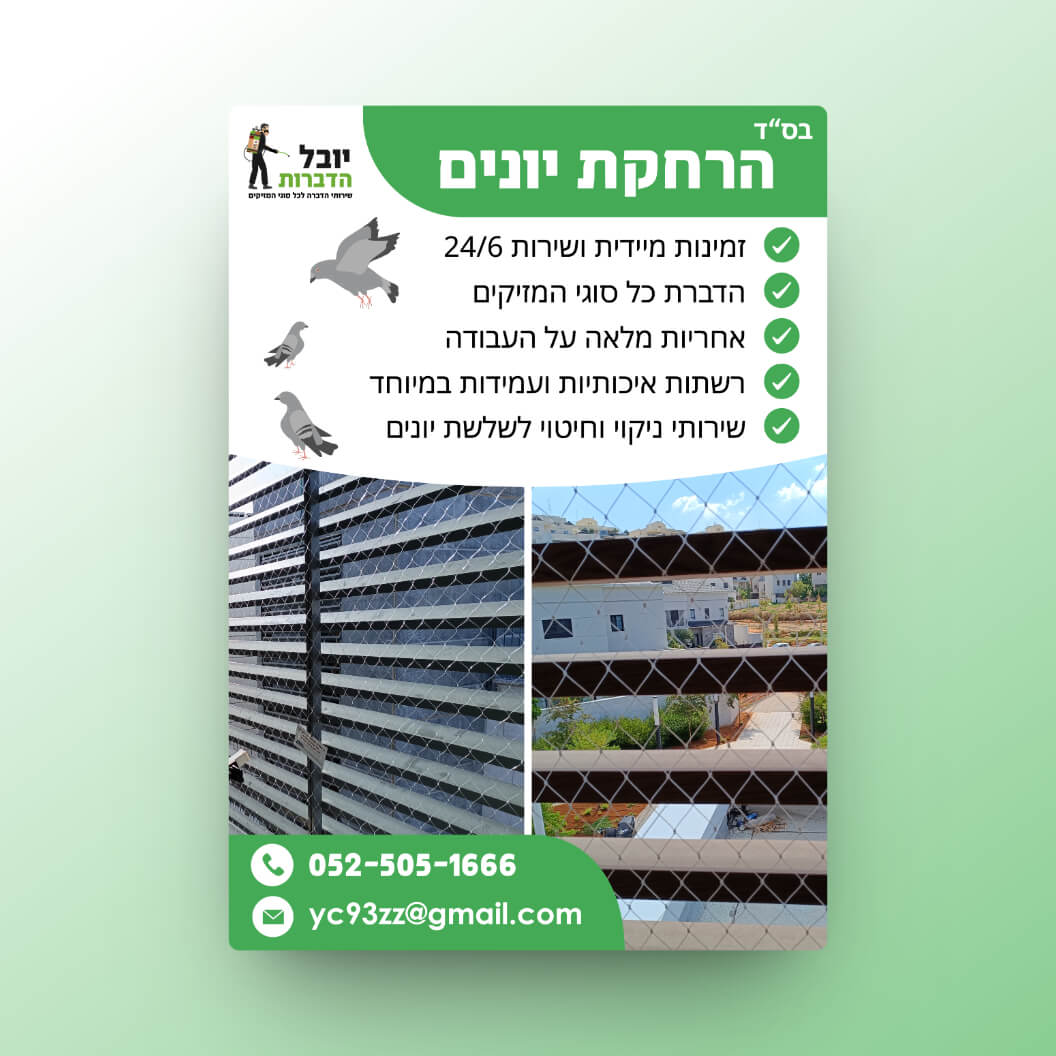 בס“ד
הרחקת יונים
יובל
הדברות
שירותי הדברה לכל סוגי המזיקים
זמינות מיידית ושירות 24/6
הדברת כל סוגי המזיקים
אחריות מלאה על העבודה
רשתות איכותיות ועמידות במיוחד
שירותי ניקוי וחיטוי לשלשת יונים
052-505-1666
yc93zz@gmail.com